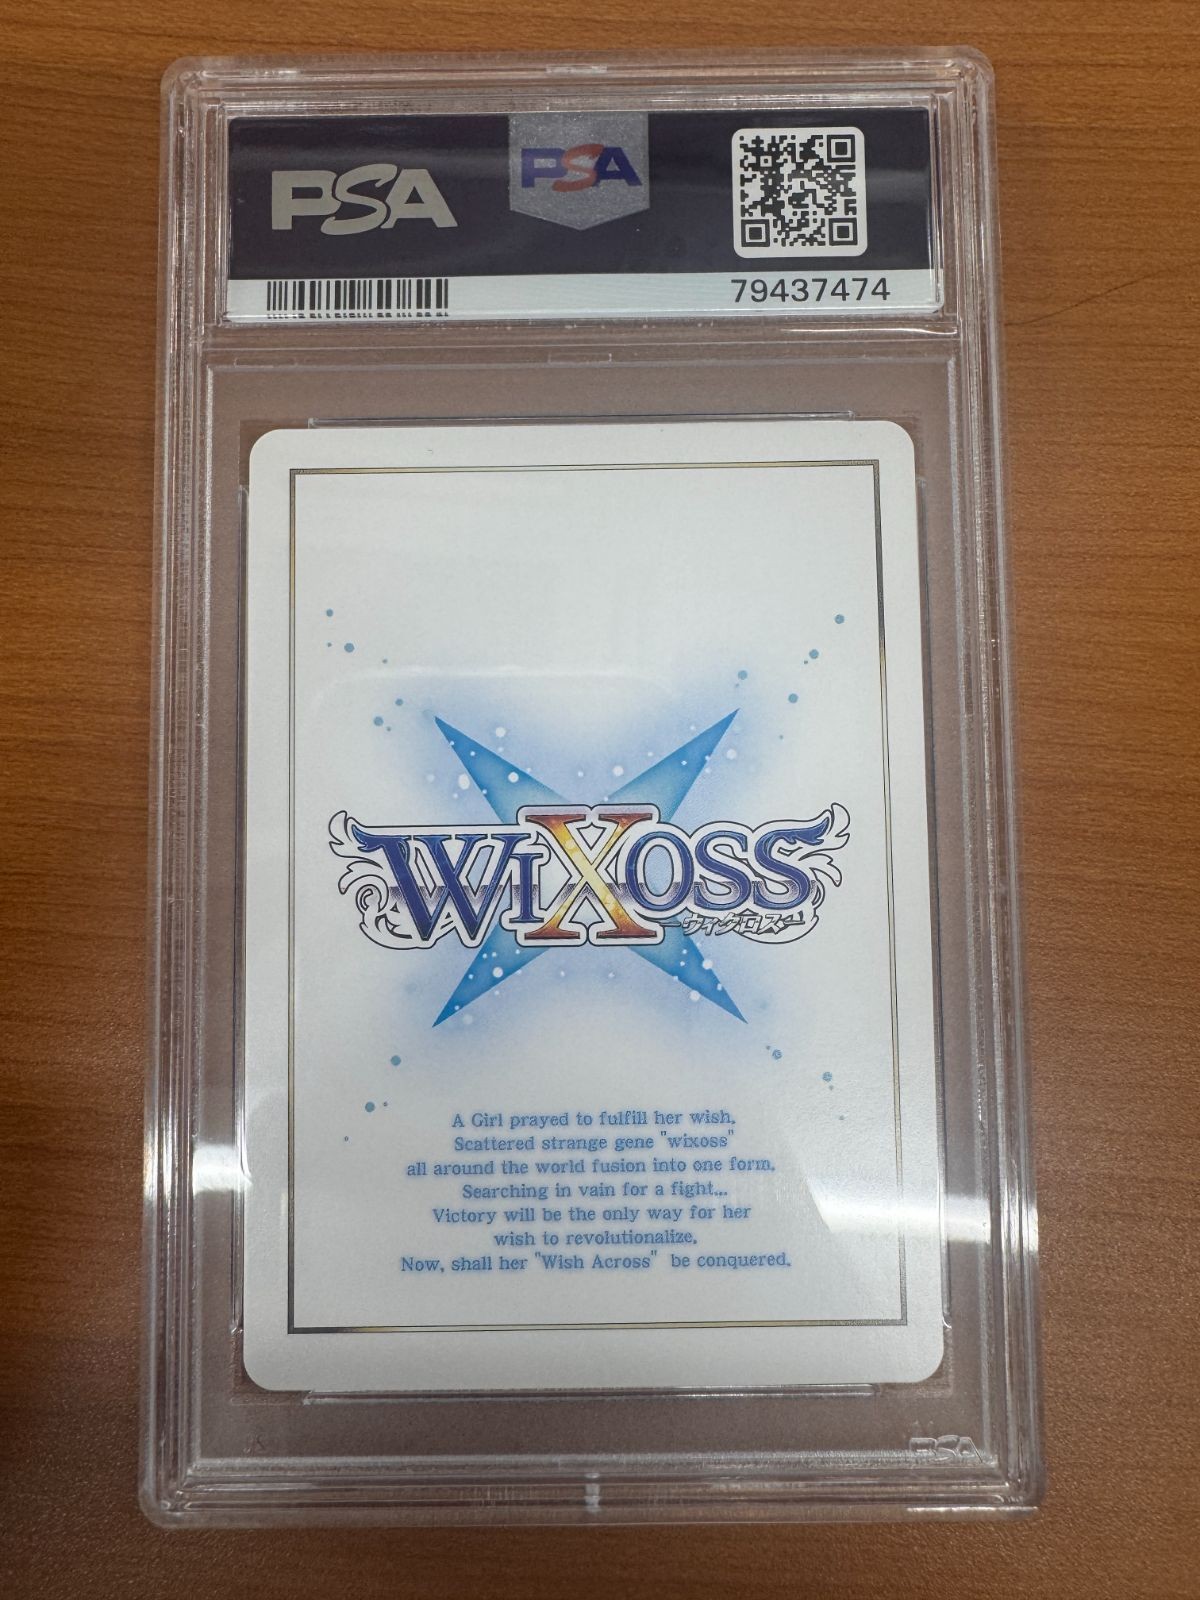 PSA
PSA
79437474
WIXOSS
ーウィクロスー
A Girl prayed to fulfill her wish.
Scattered strange gene "wixoss"
all around the world fusion into one form.
Searching in vain for a fight...
Victory will be the only way for her
wish to revolutionalize.
Now, shall her "Wish Across" be conquered.
PSA